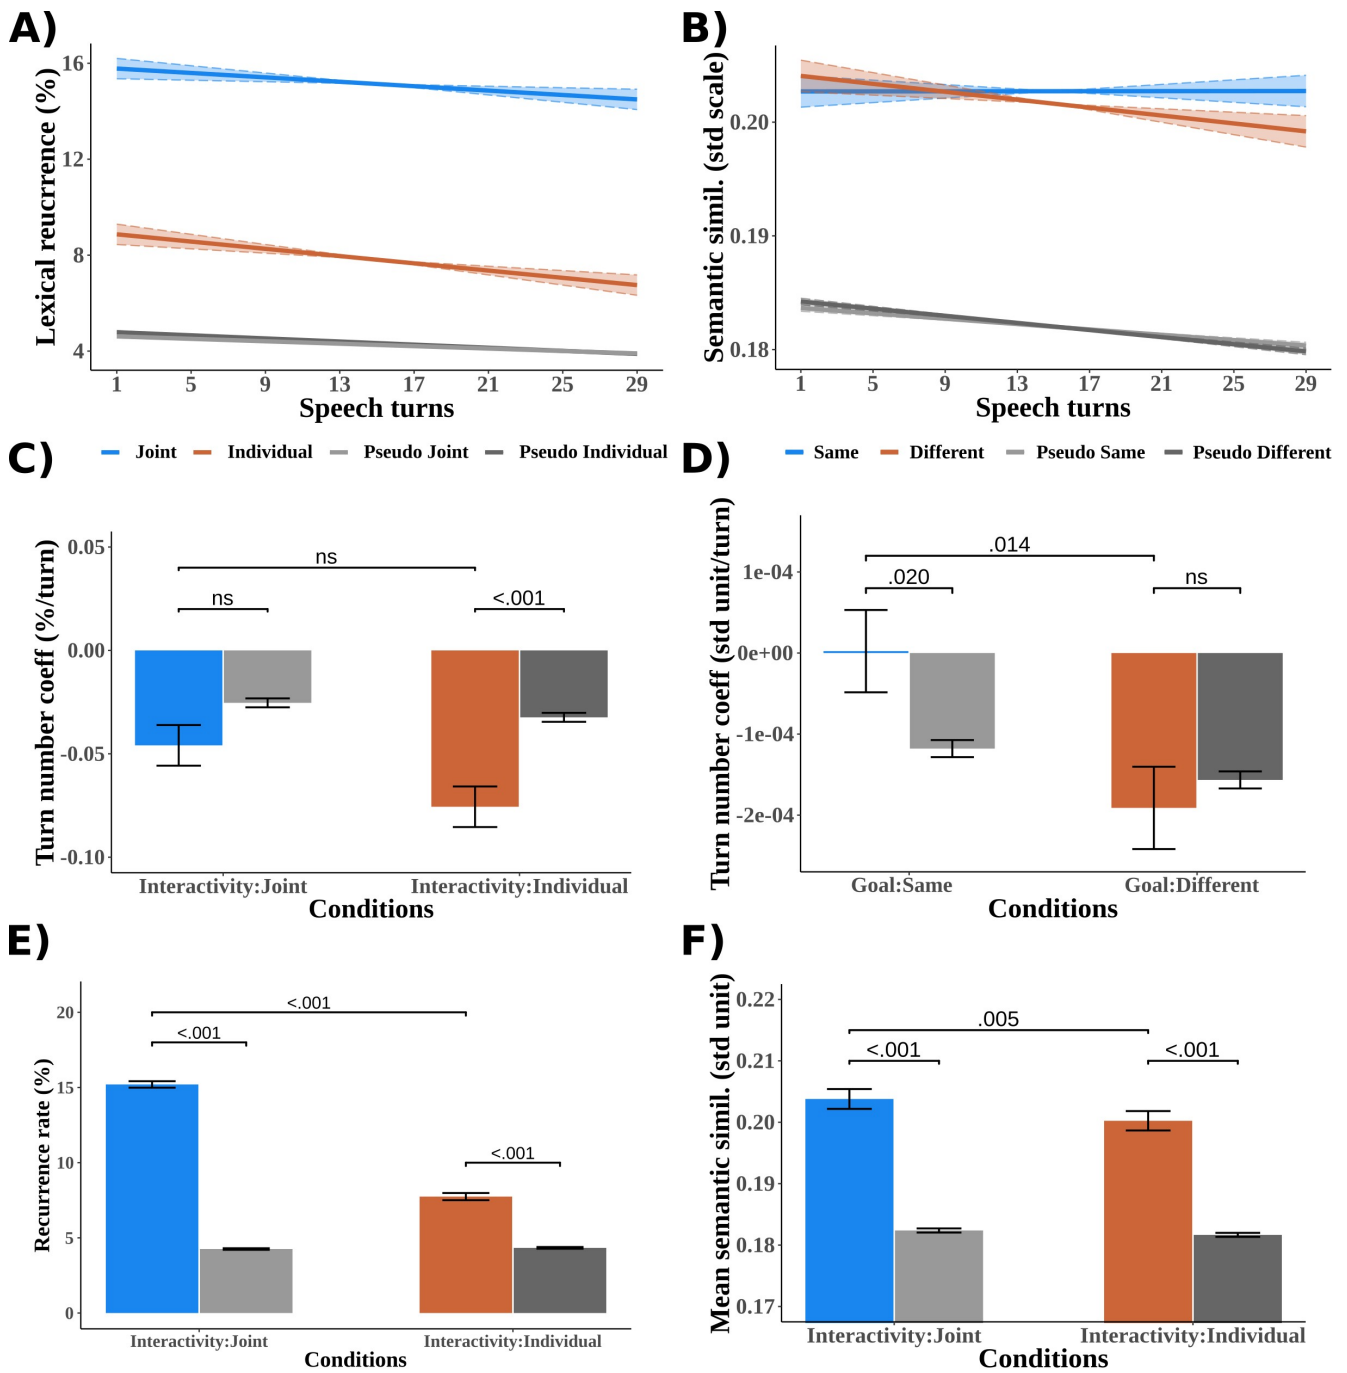 A)
Lexical reucrrence (%)
16
12
8
4
1 5 9 13 17 21 25 29
Speech turns
Joint Individual Pseudo Joint Pseudo Individual
B)
Semantic simil. (std scale)
0.20
0.19
0.18
1 5 9 13 17 21 25 29
Speech turns
Same Different Pseudo Same Pseudo Different
C)
Turn number coeff (%/turn)
0.05
0.00
-0.05
-0.10
ns
ns
<.001
Interactivity:Joint Interactivity:Individual
Conditions
D)
Turn number coeff (std unit/turn)
1e-04
0e+00
-1e-04
-2e-04
.014
.020
ns
Goal:Same Goal:Different
Conditions
E)
Recurrence rate (%)
20
15
10
5
0
<.001
<.001
<.001
Interactivity:Joint Interactivity:Individual
Conditions
F)
Mean semantic simil. (std unit)
0.22
0.21
0.20
0.19
0.18
0.17
.005
<.001
<.001
Interactivity:Joint Interactivity:Individual
Conditions